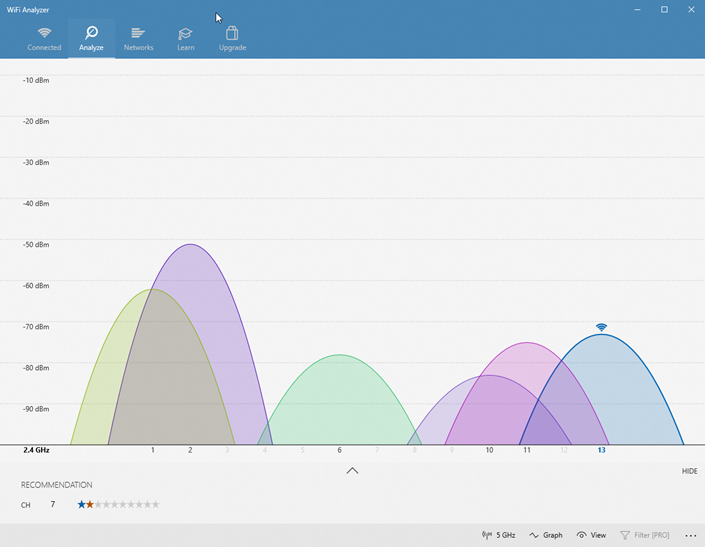 WiFi Analyzer
Connected Analyze Networks Learn Upgrade
-10 dBm
-20 dBm
-30 dBm
-40 dBm
-50 dBm
-60 dBm
-70 dBm
-80 dBm
-90 dBm
2.4 GHz 1 2 3 4 5 6 7 8 9 10 11 12 13
HIDE
RECOMMENDATION
CH 7
5 GHz Graph View Filter [PRO] ...